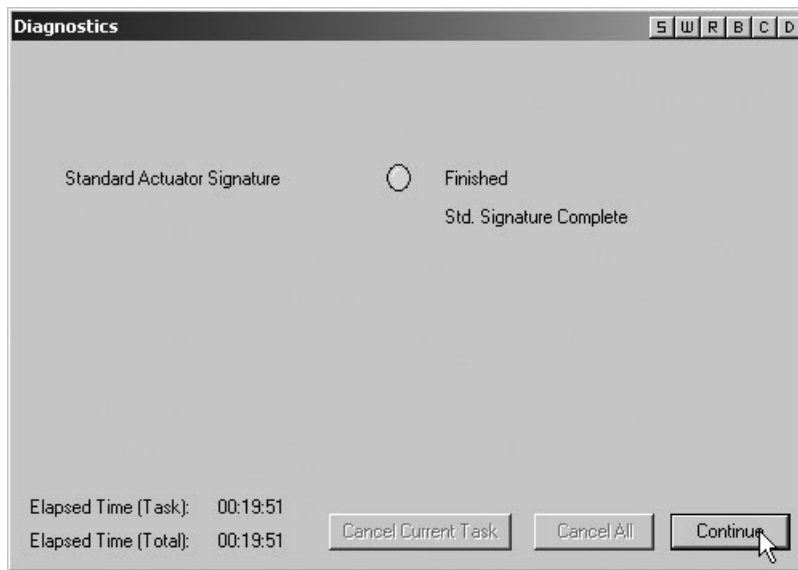 Diagnostics S W R B C D
Standard Actuator Signature Finished
Std. Signature Complete
Elapsed Time (Task): 00:19:51
Elapsed Time (Total): 00:19:51
Cancel Current Task Cancel All Continue